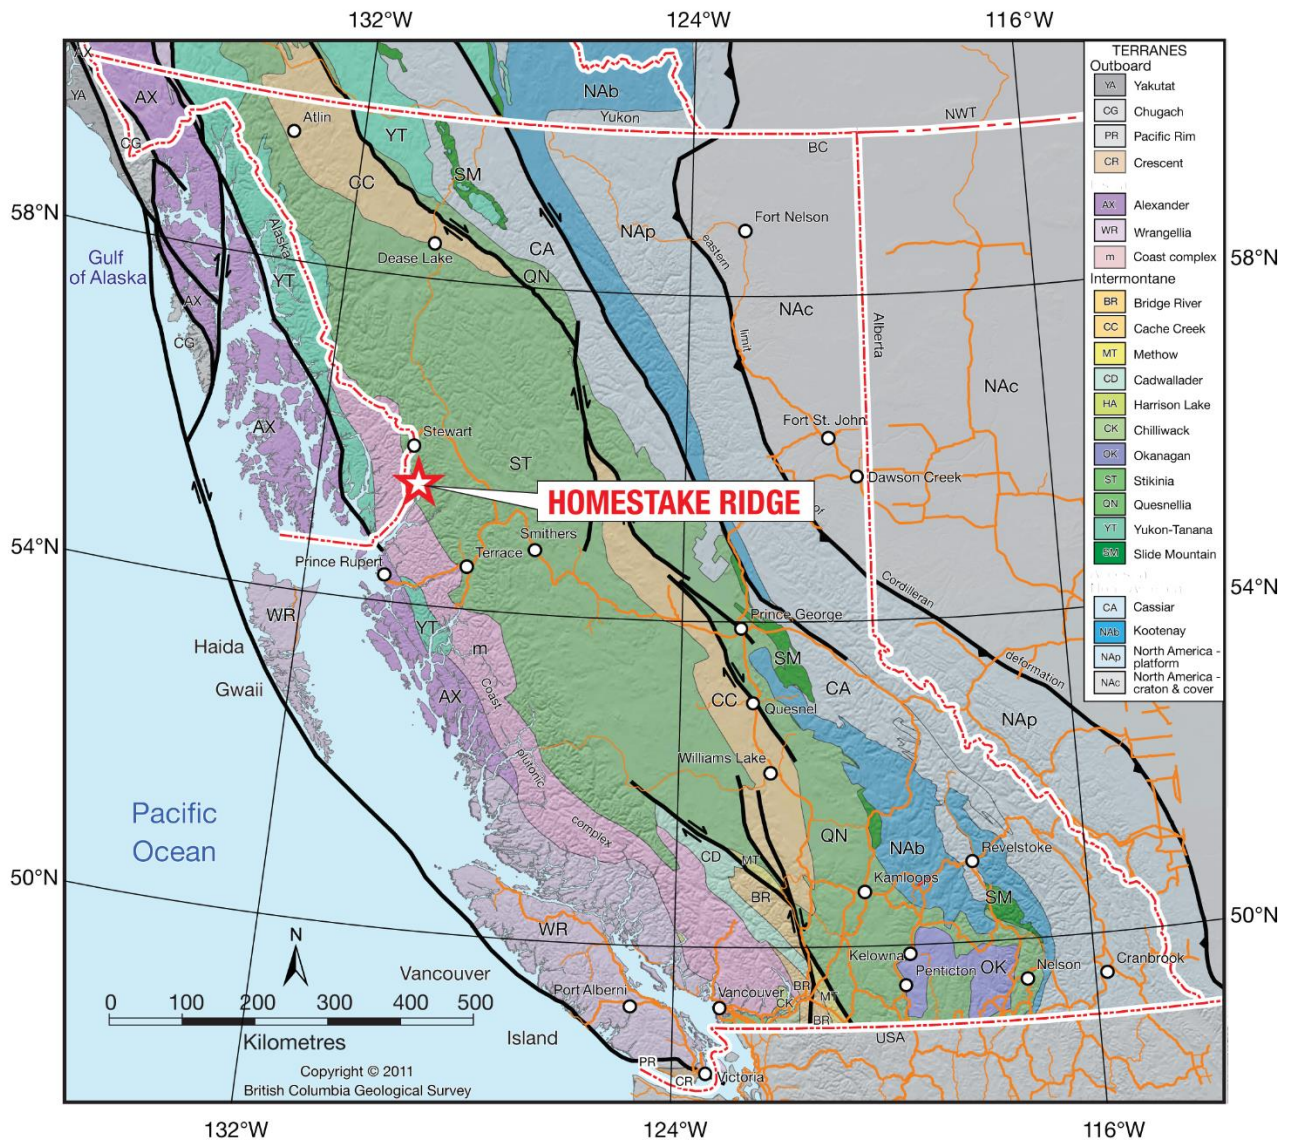 132°W
124°W
116°W
58°N
54°N
50°N
58°N
54°N
50°N
132°W
124°W
116°W
AX
YA
AX
CG
Atlin
YT
CC
SM
NAb
Yukon
NWT
BC
Fort Nelson
NAp
eastern
limit
CA
QN
Dease Lake
Alaska
YT
Gulf
of Alaska
AX
CG
AX
NAc
Alberta
NAc
Stewart
ST
Fort St. John
Dawson Creek
HOMESTAKE RIDGE
Smithers
Terrace
Prince Rupert
or
Cordilleran
deformation
WR
Haida
Gwaii
YT
m
AX
Coast
plutonic
complex
Prince George
SM
CA
CC
Quesnel
NAp
Williams Lake
Pacific
Ocean
CD
MT
BR
QN
NAb
Revelstoke
Kamloops
SM
WR
N
Vancouver
Island
Port Alberni
Vancouver
Kelowna
Penticton
OK
Nelson
Cranbrook
BR
CK
MT
BR
USA
PR
CR
Victoria
0 100 200 300 400 500
Kilometres
Copyright © 2011
British Columbia Geological Survey
TERRANES
Outboard
YA Yakutat
CG Chugach
PR Pacific Rim
CR Crescent
AX Alexander
WR Wrangellia
m Coast complex
Intermontane
BR Bridge River
CC Cache Creek
MT Methow
CD Cadwallader
HA Harrison Lake
CK Chilliwack
OK Okanagan
ST Stikinia
QN Quesnellia
YT Yukon-Tanana
SM Slide Mountain
CA Cassiar
NAb Kootenay
NAp North America -
platform
NAc North America -
craton & cover